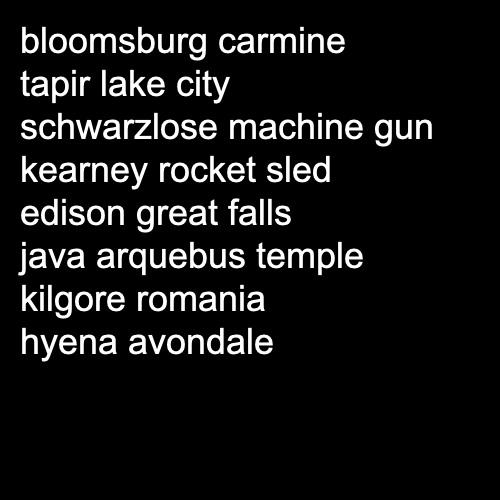 bloomsburg carmine
tapir lake city
schwarzlose machine gun
kearney rocket sled
edison great falls
java arquebus temple
kilgore romania
hyena avondale